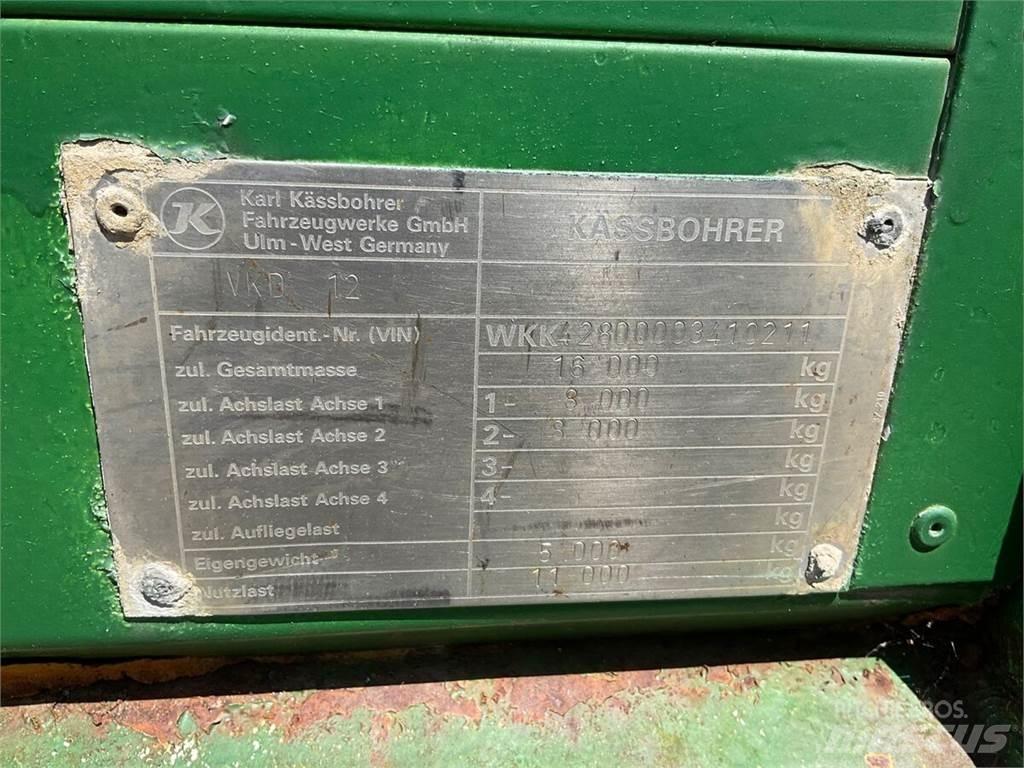 K
Karl Kässbohrer
Fahrzeugwerke GmbH
Ulm-West Germany
KÄSSBOHRER
VKD 12
Fahrzeugident.-Nr. (VIN) WKK42800003410211
zul. Gesamtmasse 16 000 kg
zul. Achslast Achse 1 1- 8 000 kg
zul. Achslast Achse 2 2- 8 000 kg
zul. Achslast Achse 3 3- kg
zul. Achslast Achse 4 4- kg
zul. Aufliegelast kg
Eigengewicht 5 000 kg
Nutzlast 11 000 kg
BROS.
mascus